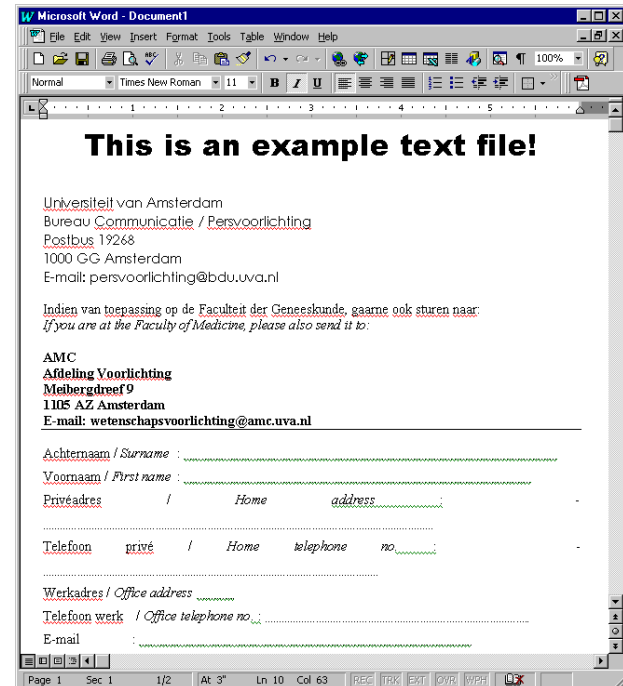 Microsoft Word - Document1
File Edit View Insert Format Tools Table Window Help
100%
Normal Times New Roman 11 B I U
1 2 3 4 5
This is an example text file!
Universiteit van Amsterdam
Bureau Communicatie / Persvoorlichting
Postbus 19268
1000 GG Amsterdam
E-mail: persvoorlichting@bdu.uva.nl
Indien van toepassing op de Faculteit der Geneeskunde, gaarne ook sturen naar:
If you are at the Faculty of Medicine, please also send it to:
AMC
Afdeling Voorlichting
Meibergdreef 9
1105 AZ Amsterdam
E-mail: wetenschapsvoorlichting@amc.uva.nl
Achternaam / Surname :
Voornaam / First name :
Privéadres / Home address : -
Telefoon privé / Home telephone no. : -
Werkadres / Office address
Telefoon werk / Office telephone no. :
E-mail :
Page 1 Sec 1 1/2 At 3" Ln 10 Col 63 REC TRK EXT OVR WPH